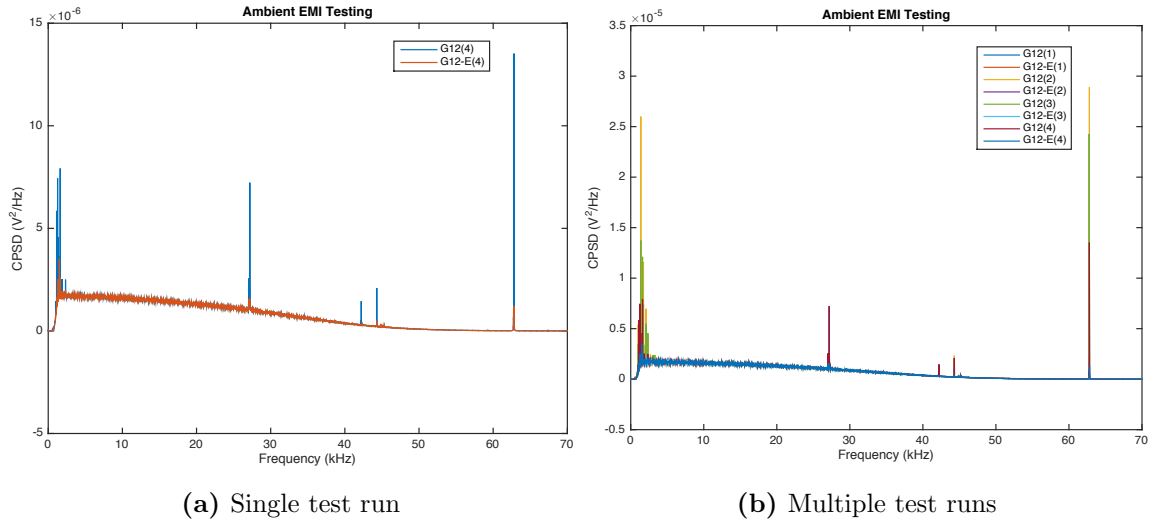 Ambient EMI Testing
×10⁻⁶
15
10
5
0
-5
CPSD (V²/Hz)
G12(4)
G12-E(4)
0 10 20 30 40 50 60 70
Frequency (kHz)
(a) Single test run
Ambient EMI Testing
×10⁻⁵
3.5
3
2.5
2
1.5
1
0.5
0
-0.5
CPSD (V²/Hz)
G12(1)
G12-E(1)
G12(2)
G12-E(2)
G12(3)
G12-E(3)
G12(4)
G12-E(4)
0 10 20 30 40 50 60 70
Frequency (kHz)
(b) Multiple test runs